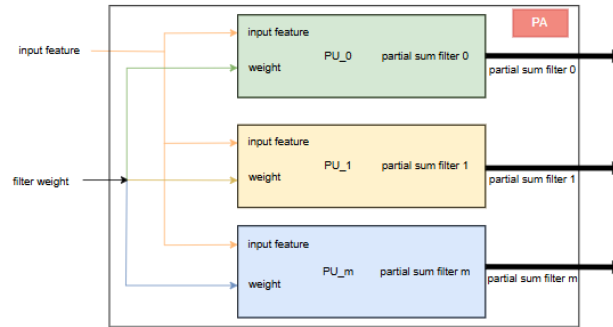 PA
input feature
PU_0
partial sum filter 0
weight
partial sum filter 0
input feature
input feature
PU_1
partial sum filter 1
weight
partial sum filter 1
filter weight
input feature
PU_m
partial sum filter m
weight
partial sum filter m